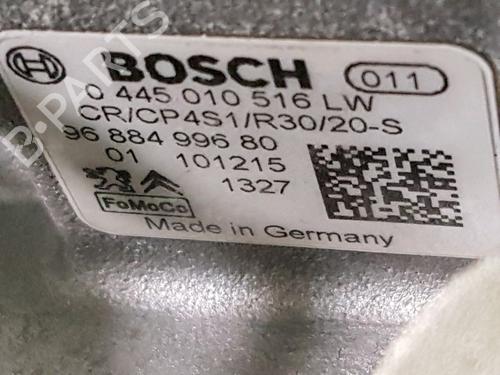 BOSCH 011
0 445 010 516 LW
CR/CP4S1/R30/20-S
96 884 996 80
01 101215
1327
FoMoCo
Made in Germany
B-PARTS